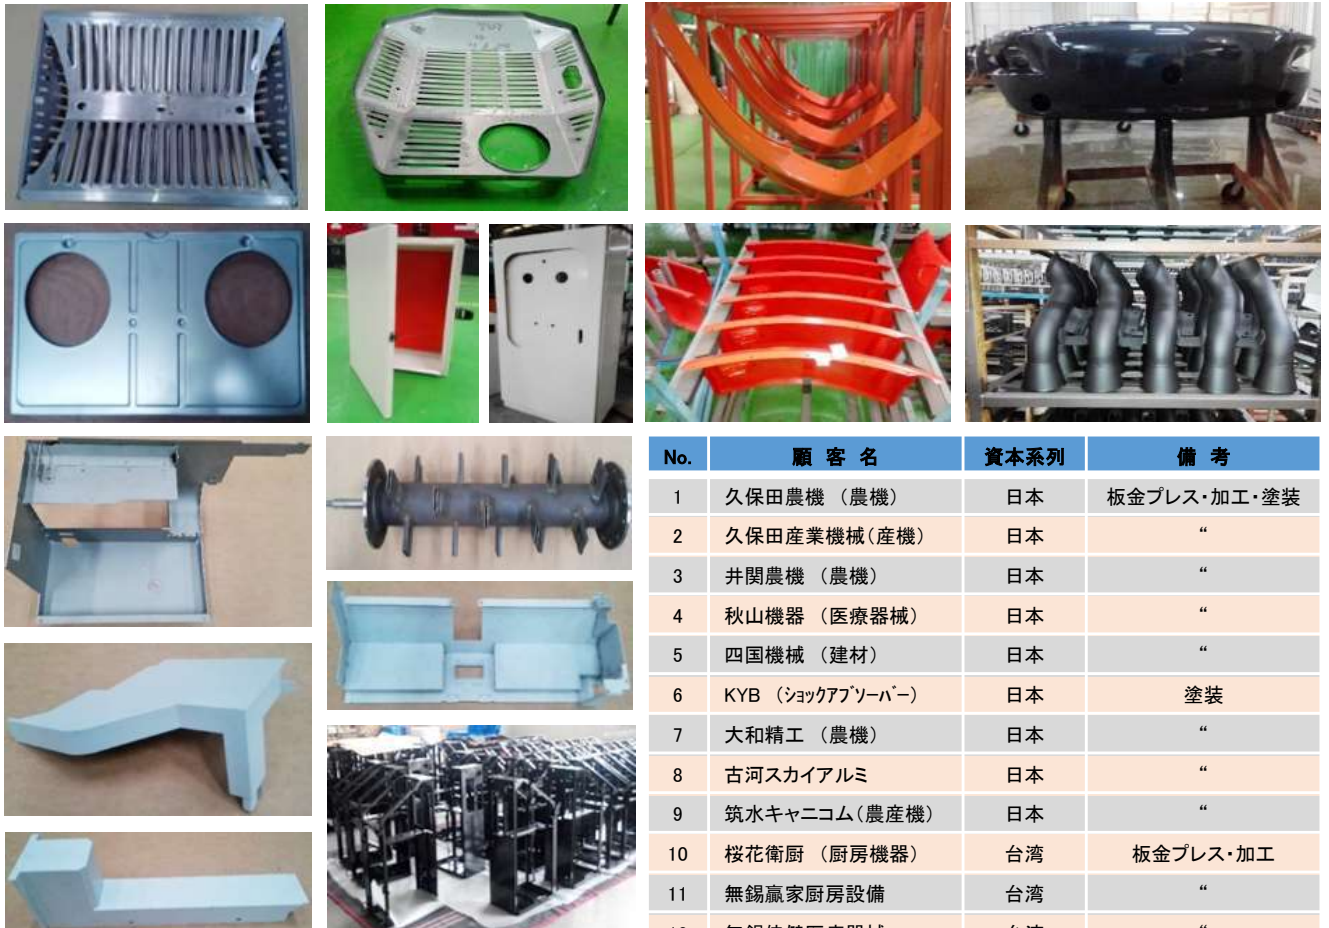 No. 顧客名 資本系列 備考
1 久保田農機 （農機） 日本 板金プレス・加工・塗装
2 久保田産業機械（産機） 日本 “
3 井関農機 （農機） 日本 “
4 秋山機器 （医療器械） 日本 “
5 四国機械 （建材） 日本 “
6 KYB （ｼｮｯｸｱﾌﾞｿｰﾊﾞｰ） 日本 塗装
7 大和精工 （農機） 日本 “
8 古河スカイアルミ 日本 “
9 筑水キャニコム（農産機） 日本 “
10 桜花衛厨 （厨房機器） 台湾 板金プレス・加工
11 無錫贏家厨房設備 台湾 “